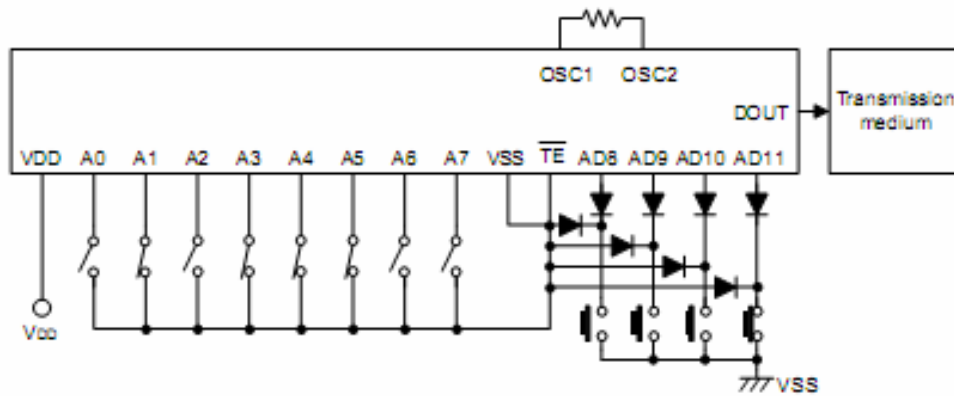 OSC1 OSC2
DOUT
Transmission
medium
VDD A0 A1 A2 A3 A4 A5 A6 A7 VSS TE AD8 AD9 AD10 AD11
VDD
VSS